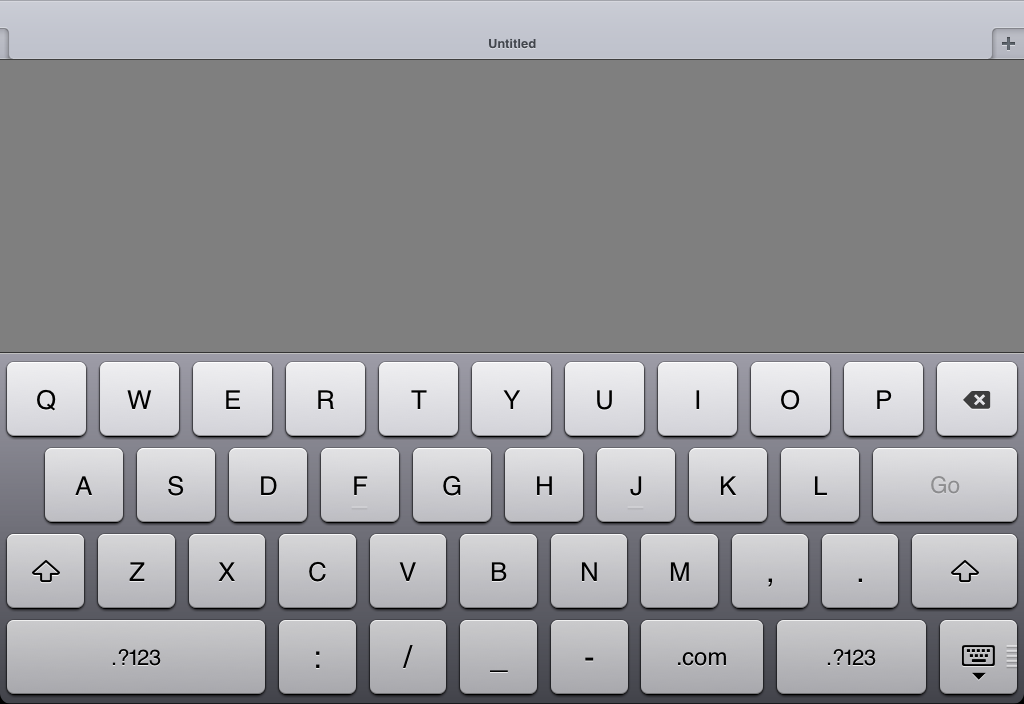 Untitled
Q W E R T Y U I O P
A S D F G H J K L Go
Z X C V B N M , .
.?123 : / _ - .com .?123